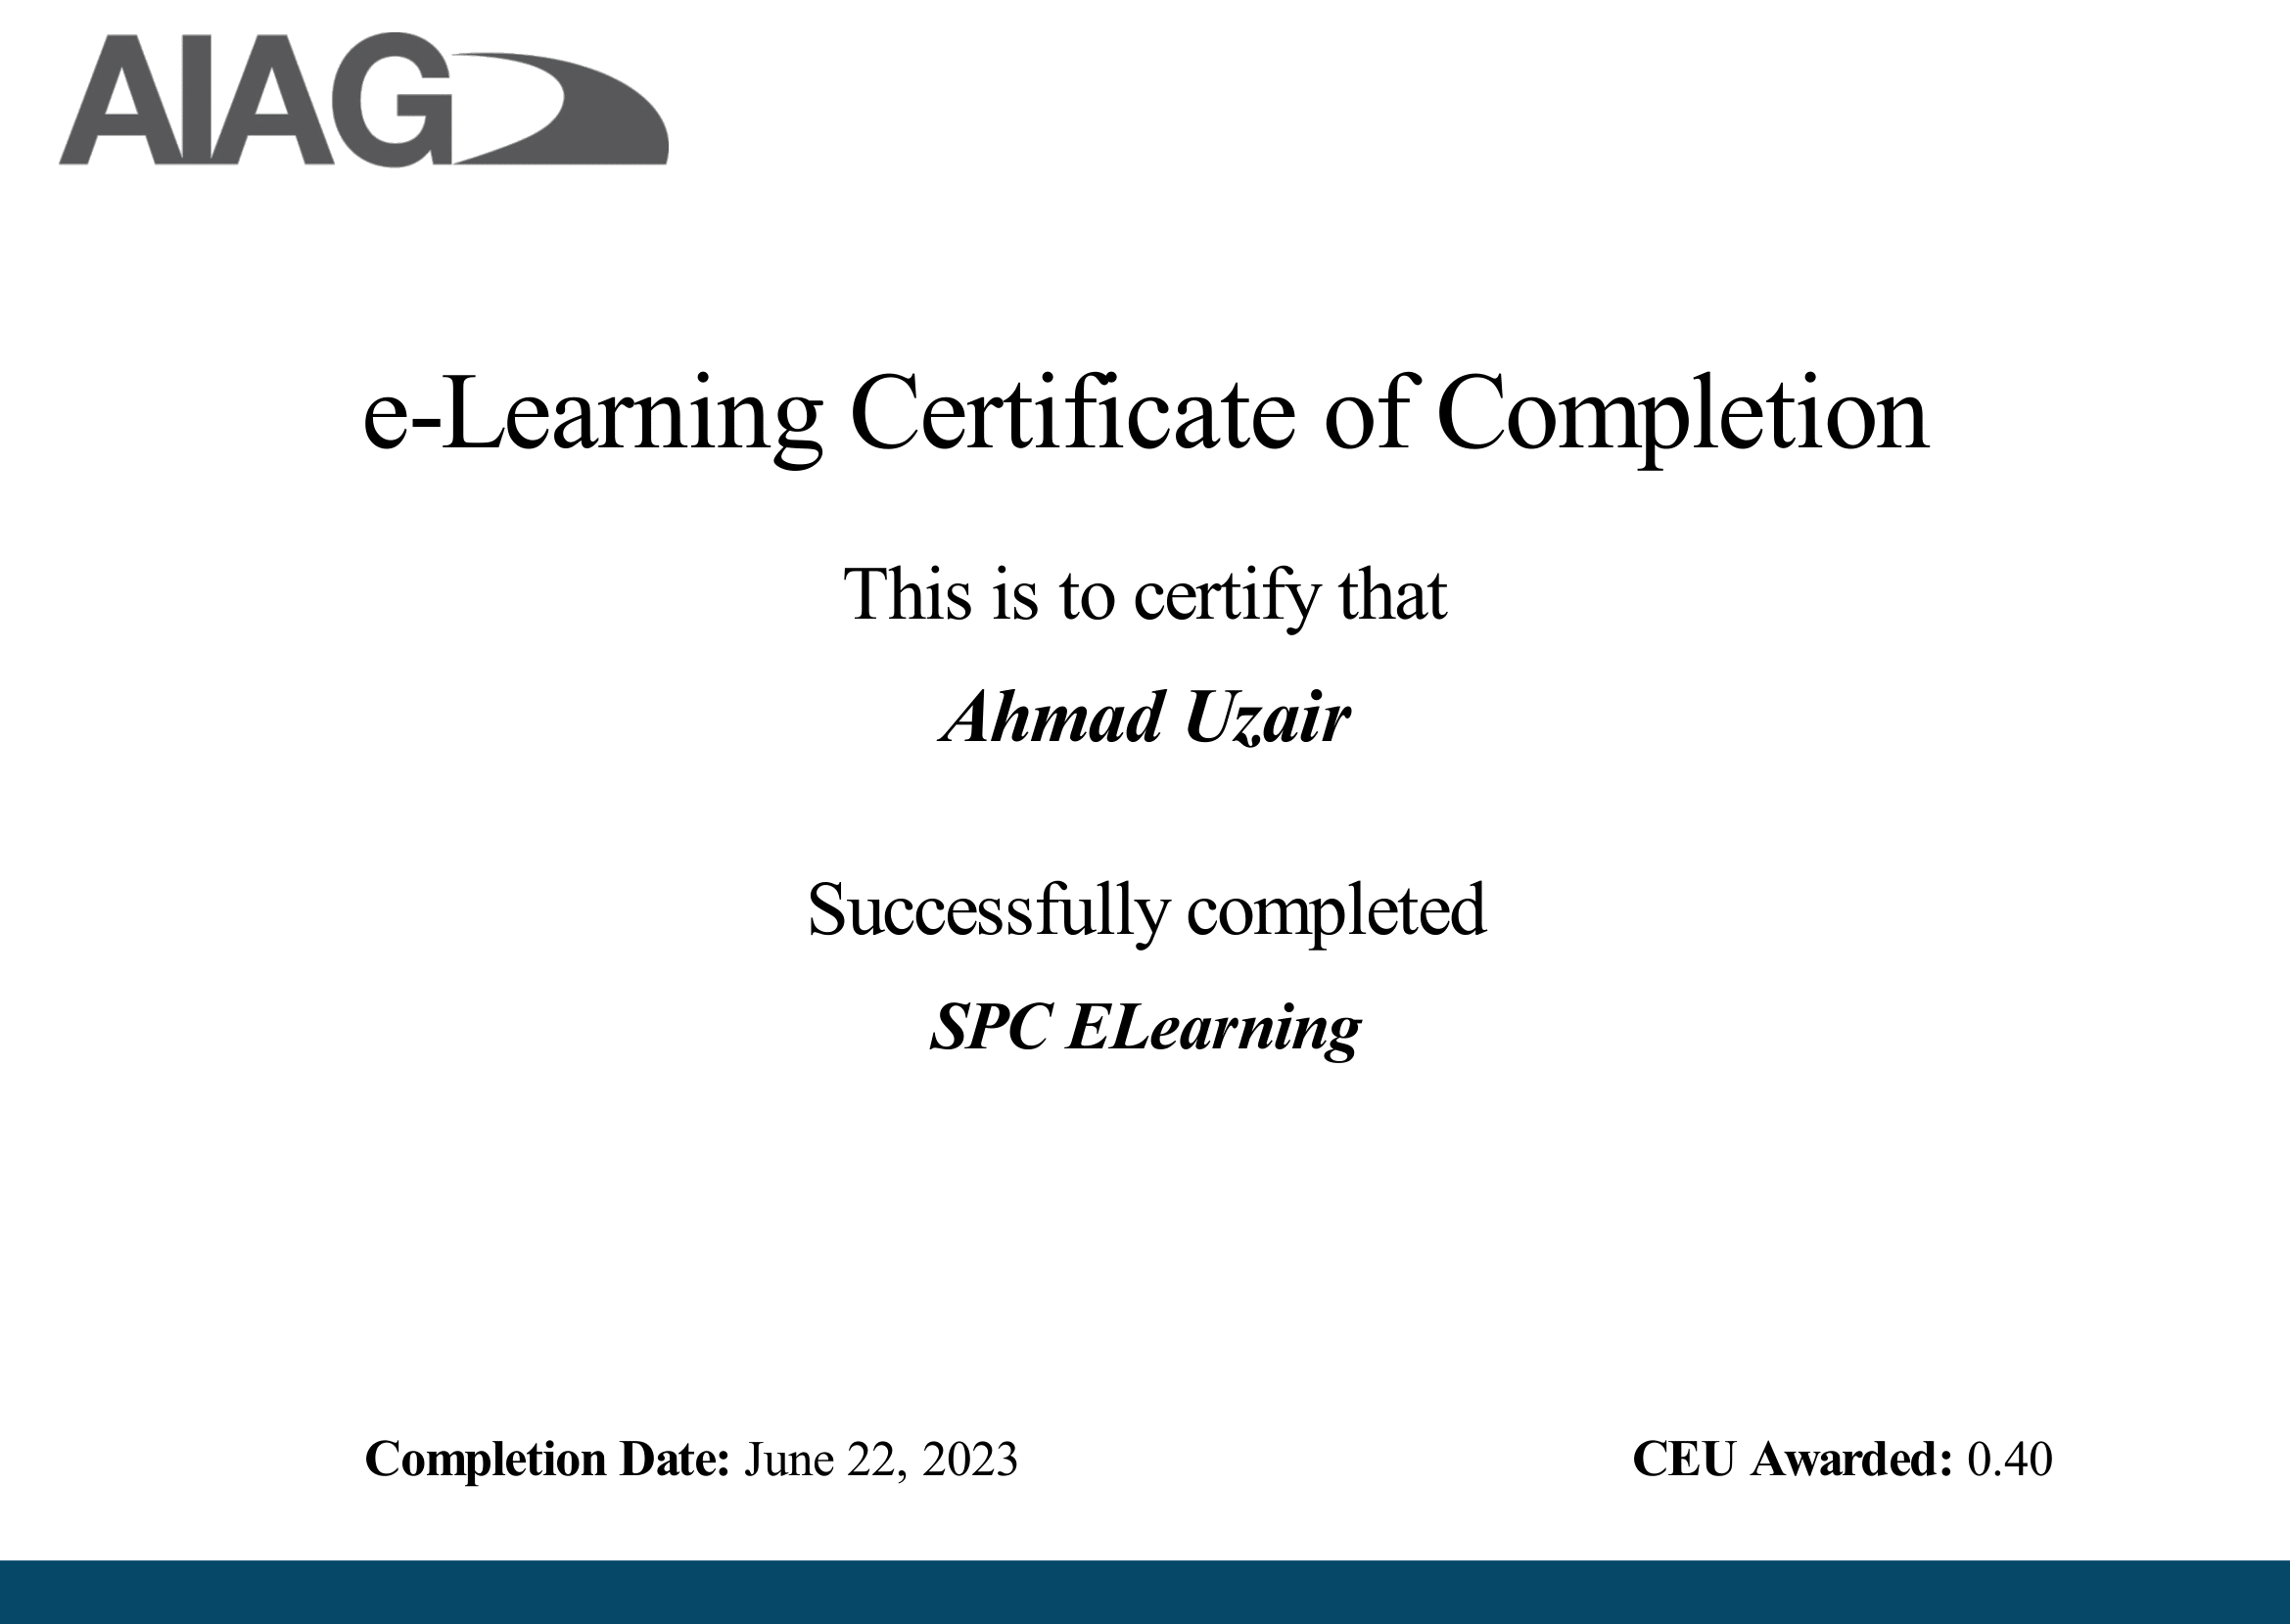 AIAG
e-Learning Certificate of Completion
This is to certify that
Ahmad Uzair
Successfully completed
SPC ELearning
Completion Date: June 22, 2023 CEU Awarded: 0.40